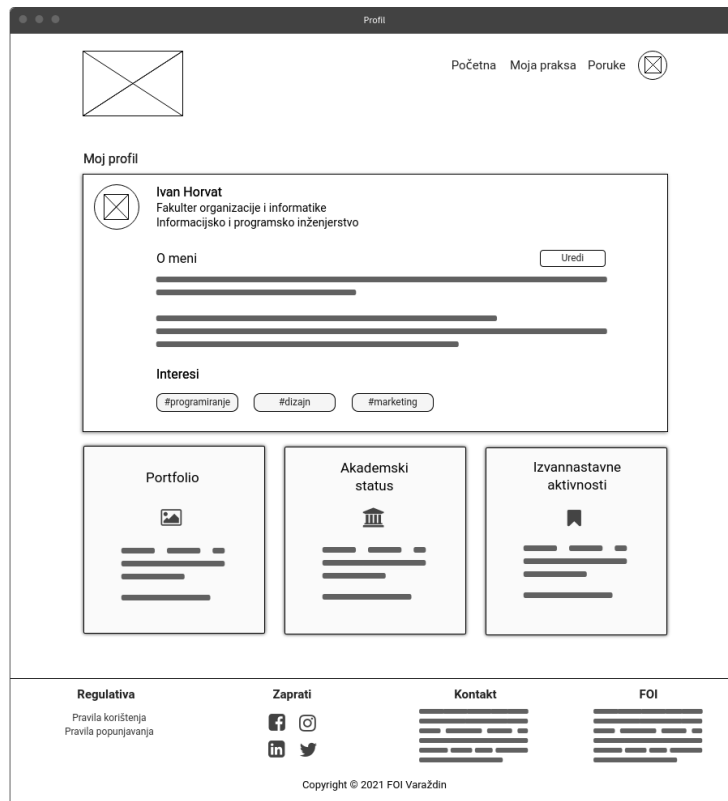 Profil
Početna
Moja praksa
Poruke
Moj profil
Ivan Horvat
Fakulter organizacije i informatike
Informacijsko i programsko inženjerstvo
O meni
Uredi
Interesi
#programiranje
#dizajn
#marketing
Portfolio
Akademski
status
Izvannastavne
aktivnosti
Regulativa
Pravila korištenja
Pravila popunjavanja
Zaprati
Kontakt
FOI
Copyright © 2021 FOI Varaždin